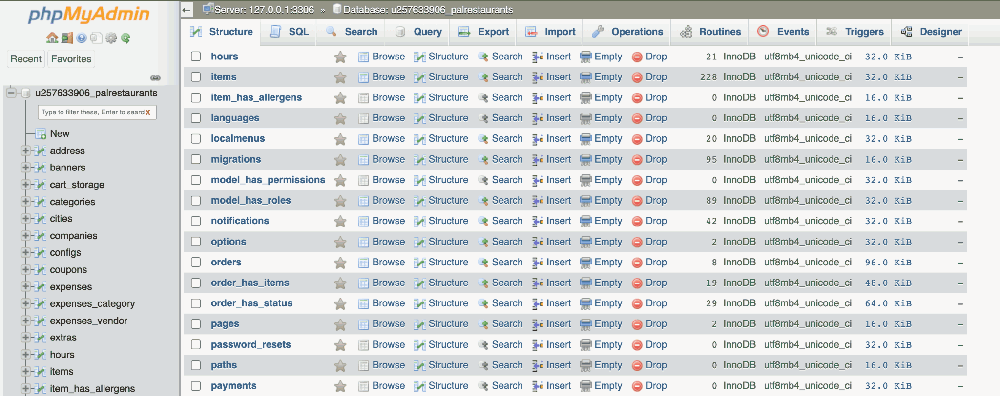 phpMyAdmin
Recent Favorites
u257633906_palrestaurants
Type to filter these, Enter to searc X
New
address
banners
cart_storage
categories
cities
companies
configs
coupons
expenses
expenses_category
expenses_vendor
extras
hours
items
item_has_allergens
Server: 127.0.0.1:3306 » Database: u257633906_palrestaurants
Structure SQL Search Query Export Import Operations Routines Events Triggers Designer
hours Browse Structure Search Insert Empty Drop 21 InnoDB utf8mb4_unicode_ci 32.0 KiB –
items Browse Structure Search Insert Empty Drop 228 InnoDB utf8mb4_unicode_ci 32.0 KiB –
item_has_allergens Browse Structure Search Insert Empty Drop 0 InnoDB utf8mb4_unicode_ci 16.0 KiB –
languages Browse Structure Search Insert Empty Drop 0 InnoDB utf8mb4_unicode_ci 16.0 KiB –
localmenus Browse Structure Search Insert Empty Drop 20 InnoDB utf8mb4_unicode_ci 32.0 KiB –
migrations Browse Structure Search Insert Empty Drop 95 InnoDB utf8mb4_unicode_ci 16.0 KiB –
model_has_permissions Browse Structure Search Insert Empty Drop 0 InnoDB utf8mb4_unicode_ci 32.0 KiB –
model_has_roles Browse Structure Search Insert Empty Drop 89 InnoDB utf8mb4_unicode_ci 32.0 KiB –
notifications Browse Structure Search Insert Empty Drop 42 InnoDB utf8mb4_unicode_ci 32.0 KiB –
options Browse Structure Search Insert Empty Drop 2 InnoDB utf8mb4_unicode_ci 32.0 KiB –
orders Browse Structure Search Insert Empty Drop 8 InnoDB utf8mb4_unicode_ci 96.0 KiB –
order_has_items Browse Structure Search Insert Empty Drop 19 InnoDB utf8mb4_unicode_ci 48.0 KiB –
order_has_status Browse Structure Search Insert Empty Drop 29 InnoDB utf8mb4_unicode_ci 64.0 KiB –
pages Browse Structure Search Insert Empty Drop 2 InnoDB utf8mb4_unicode_ci 16.0 KiB –
password_resets Browse Structure Search Insert Empty Drop 0 InnoDB utf8mb4_unicode_ci 32.0 KiB –
paths Browse Structure Search Insert Empty Drop 0 InnoDB utf8mb4_unicode_ci 16.0 KiB –
payments Browse Structure Search Insert Empty Drop 0 InnoDB utf8mb4_unicode_ci 32.0 KiB –